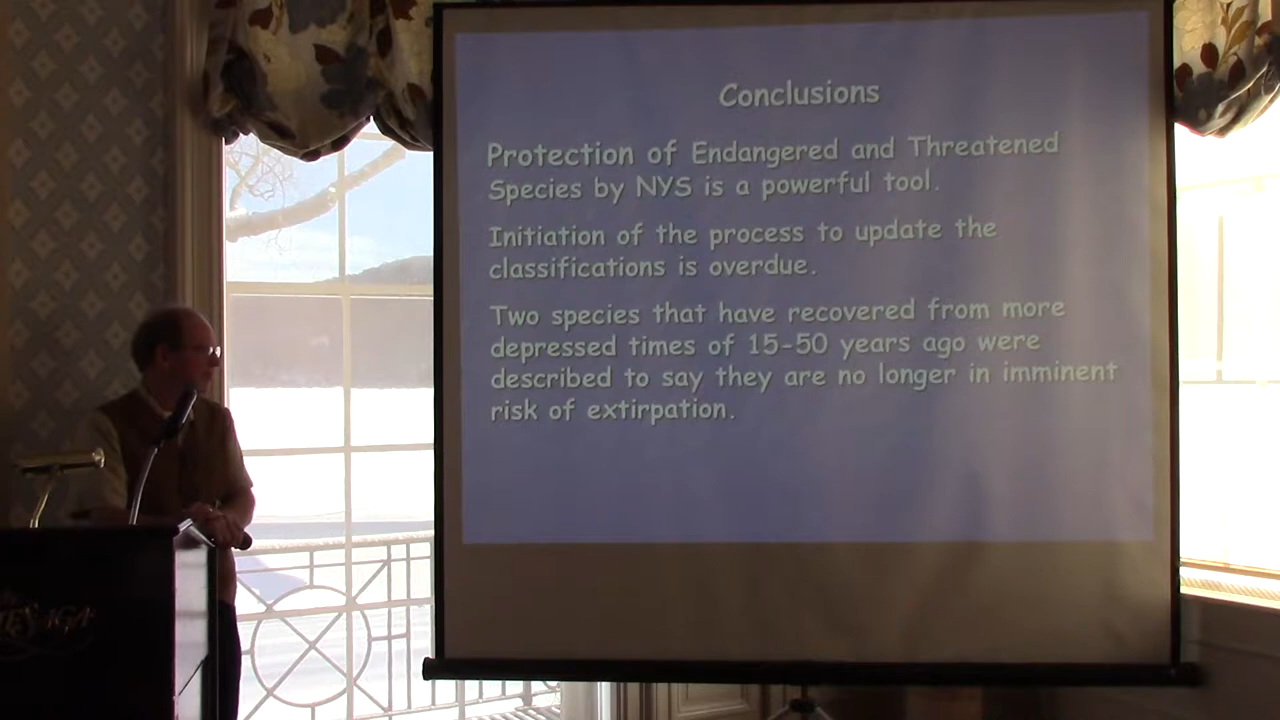 Conclusions
Protection of Endangered and Threatened
Species by NYS is a powerful tool.
Initiation of the process to update the
classifications is overdue.
Two species that have recovered from more
depressed times of 15-50 years ago were
described to say they are no longer in imminent
risk of extirpation.